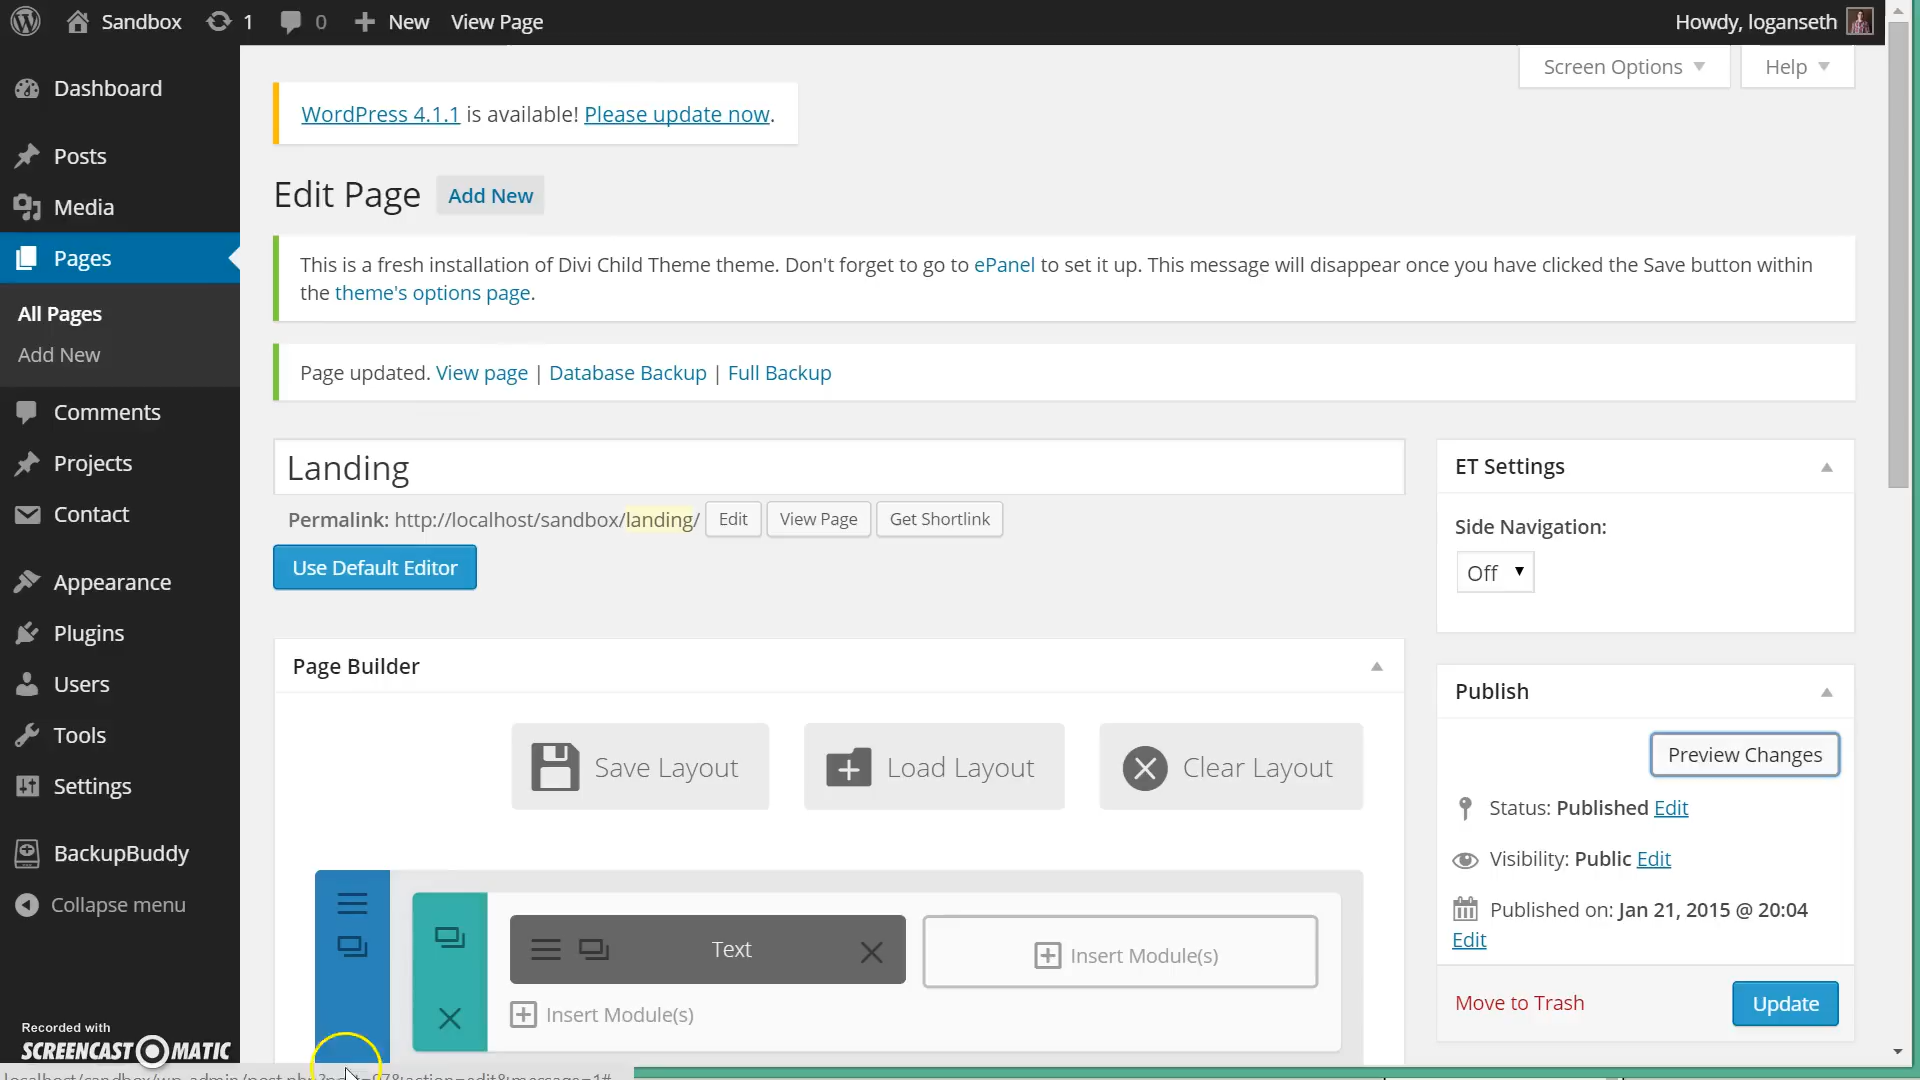 Sandbox 1 0 New View Page Howdy, loganseth
Screen Options Help
Dashboard
Posts
Media
Pages
All Pages
Add New
Comments
Projects
Contact
Appearance
Plugins
Users
Tools
Settings
BackupBuddy
Collapse menu
Recorded with
SCREENCAST MATIC
WordPress 4.1.1 is available! Please update now.
Edit Page Add New
This is a fresh installation of Divi Child Theme theme. Don't forget to go to ePanel to set it up. This message will disappear once you have clicked the Save button within
the theme's options page.
Page updated. View page | Database Backup | Full Backup
Landing
Permalink: http://localhost/sandbox/landing/ Edit View Page Get Shortlink
Use Default Editor
Page Builder
Save Layout Load Layout Clear Layout
Text
Insert Module(s)
Insert Module(s)
ET Settings
Side Navigation:
Off
Publish
Preview Changes
Status: Published Edit
Visibility: Public Edit
Published on: Jan 21, 2015 @ 20:04
Edit
Move to Trash Update